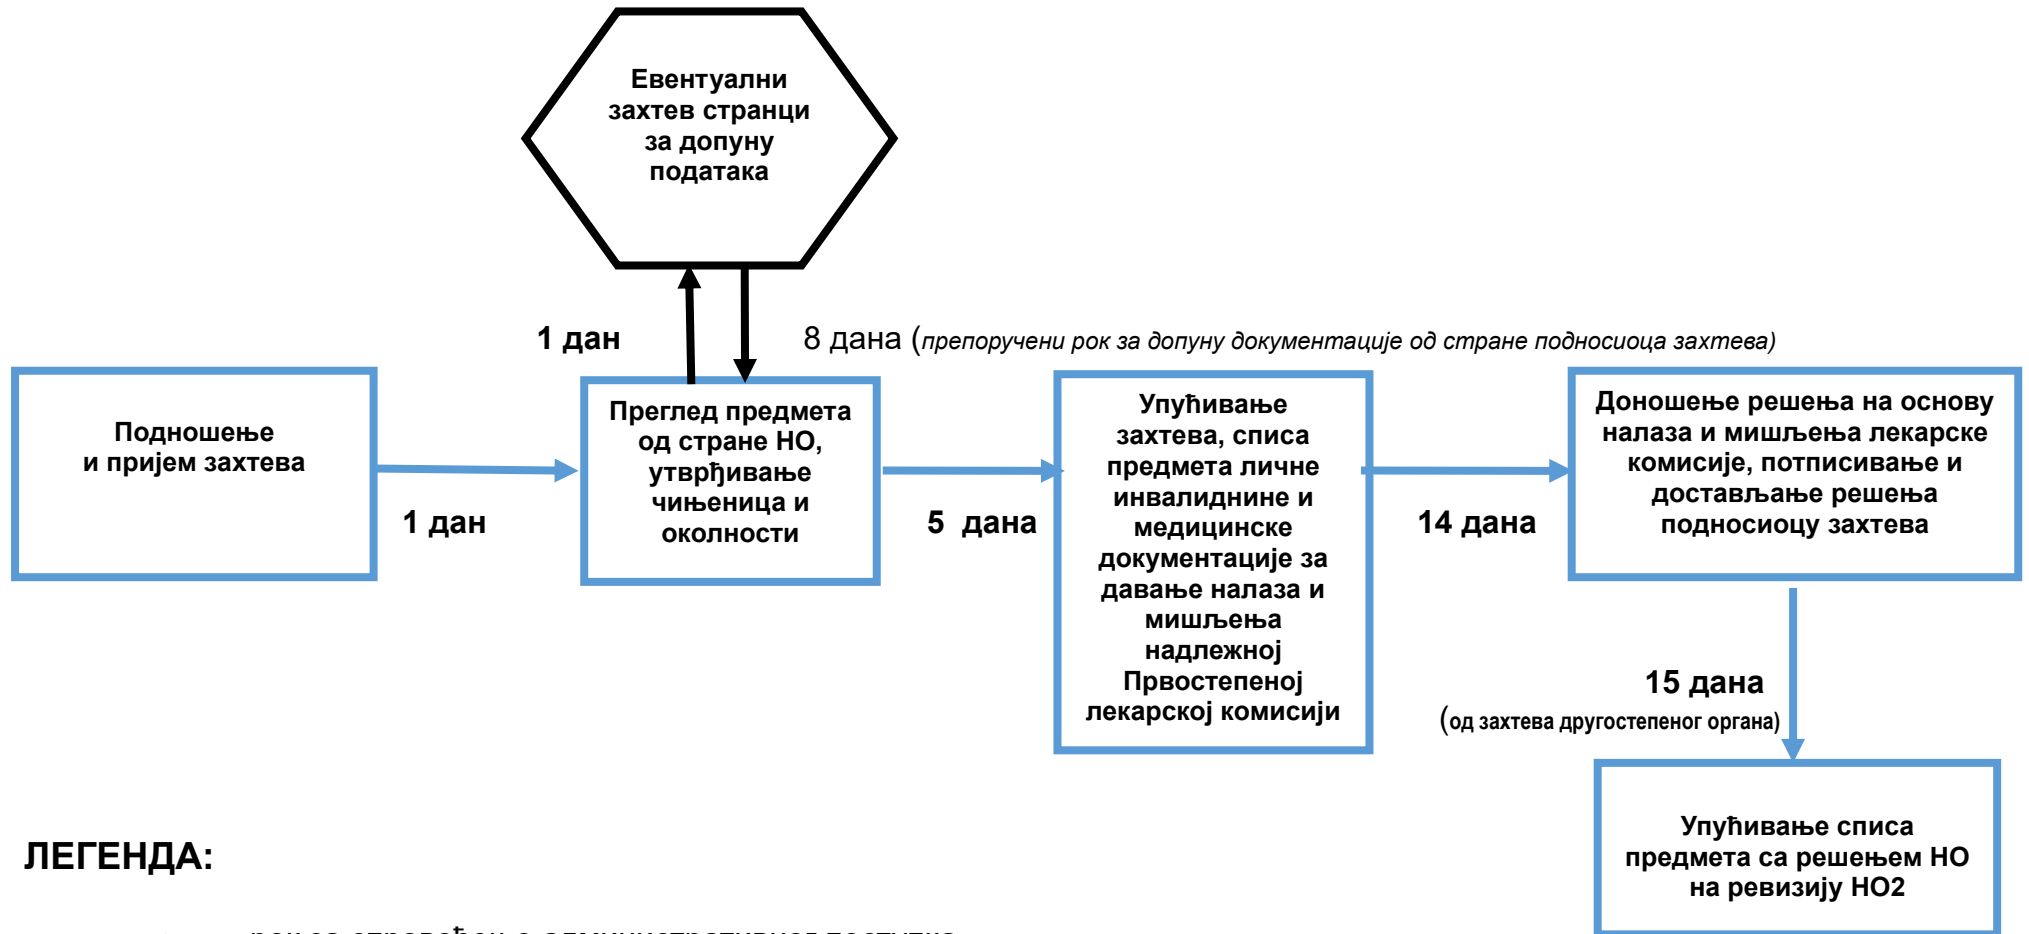 Евентуални
захтев странци
за допуну
података
1 дан
8 дана (препоручени рок за допуну документације од стране подносиоца захтева)
Подношење
и пријем захтева
1 дан
Преглед предмета
од стране НО,
утврђивање
чињеница и
околности
5 дана
Упућивање
захтева, списа
предмета личне
инвалиднине и
медицинске
документације за
давање налаза и
мишљења
надлежној
Првостепеној
лекарској комисији
14 дана
Доношење решења на основу
налаза и мишљења лекарске
комисије, потписивање и
достављање решења
подносиоцу захтева
15 дана
(од захтева другостепеног органа)
Упућивање списа
предмета са решењем НО
на ревизију НО2
ЛЕГЕНДА: